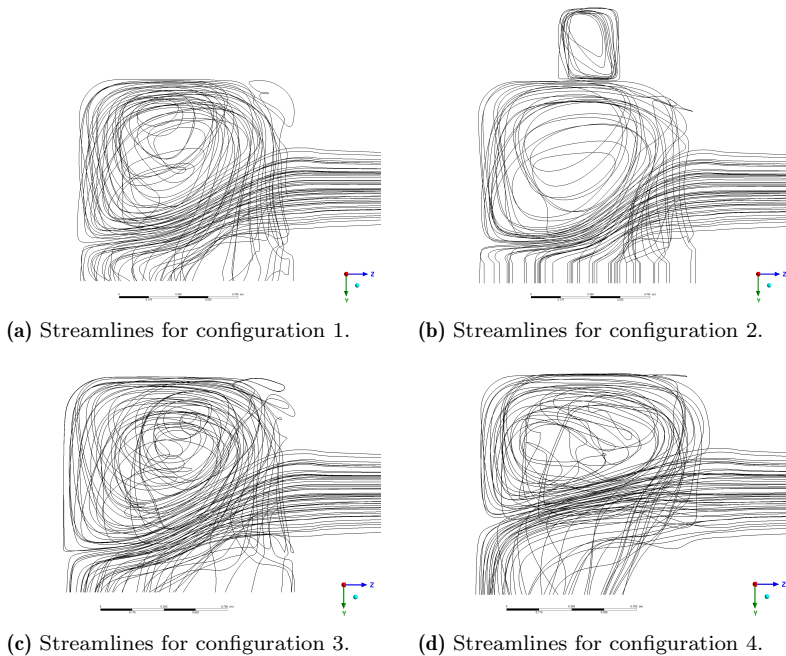 Z
Y
(a) Streamlines for configuration 1.
Z
Y
(b) Streamlines for configuration 2.
Z
Y
(c) Streamlines for configuration 3.
Z
Y
(d) Streamlines for configuration 4.